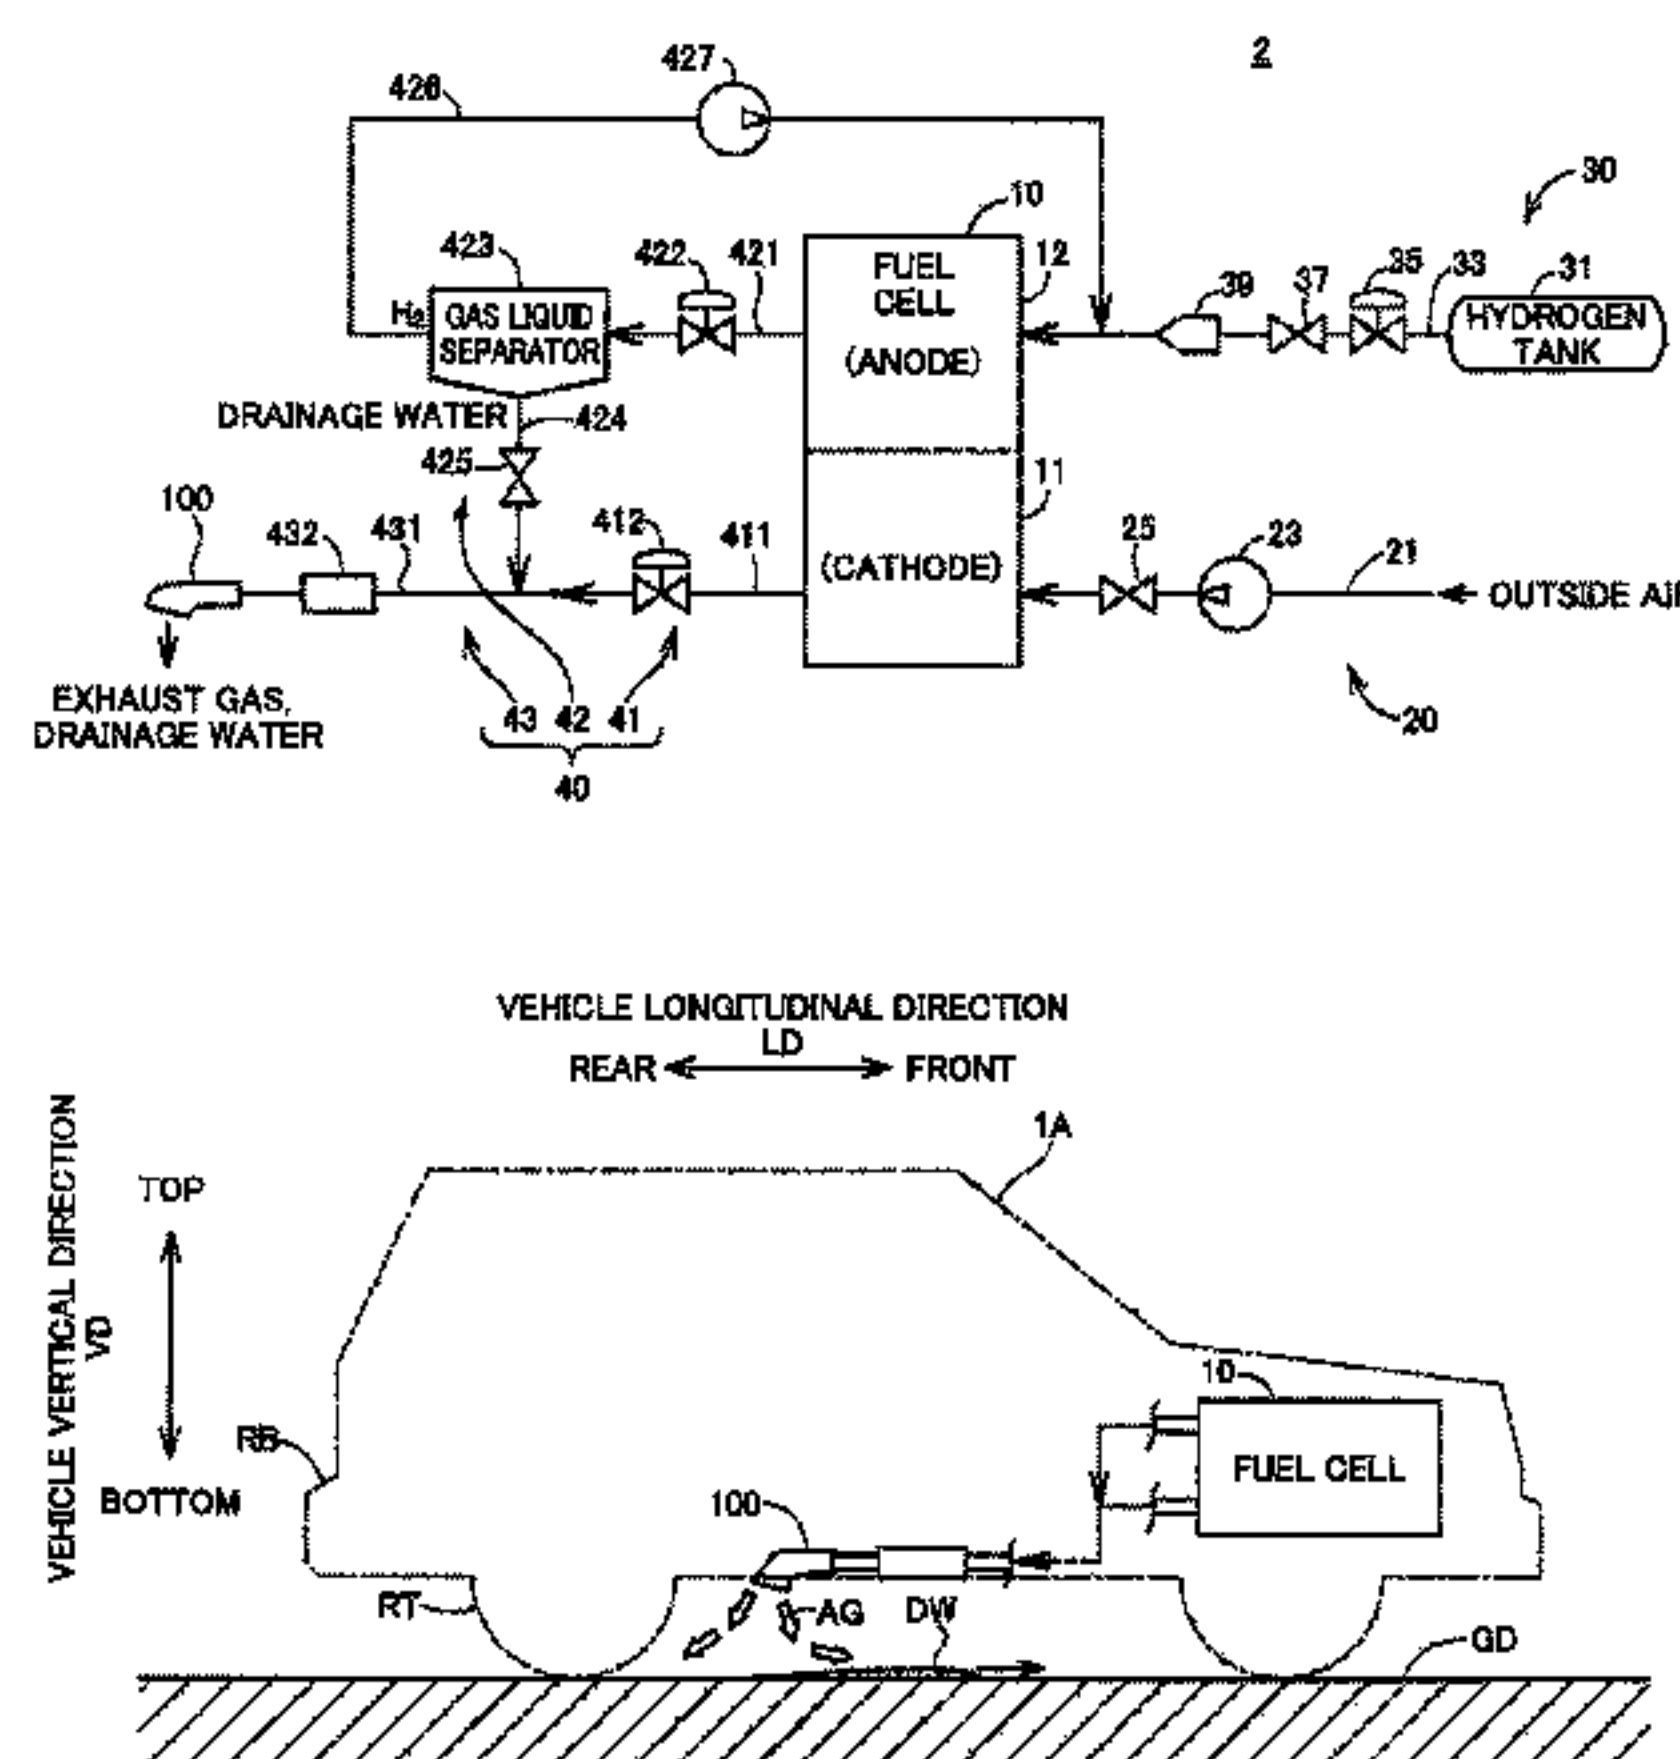 2
427
426
30
10
423
422
421
12
39
37
35
33
31
FUEL
CELL
(ANODE)
H2
GAS LIQUID
SEPARATOR
HYDROGEN
TANK
DRAINAGE WATER
424
425
11
100
432
431
412
411
25
23
21
(CATHODE)
OUTSIDE AI
EXHAUST GAS,
DRAINAGE WATER
43 42 41
20
40
VEHICLE LONGITUDINAL DIRECTION
LD
REAR FRONT
1A
VEHICLE VERTICAL DIRECTION
VD
TOP
BOTTOM
RB
10
FUEL CELL
100
RT
AG
DW
GD